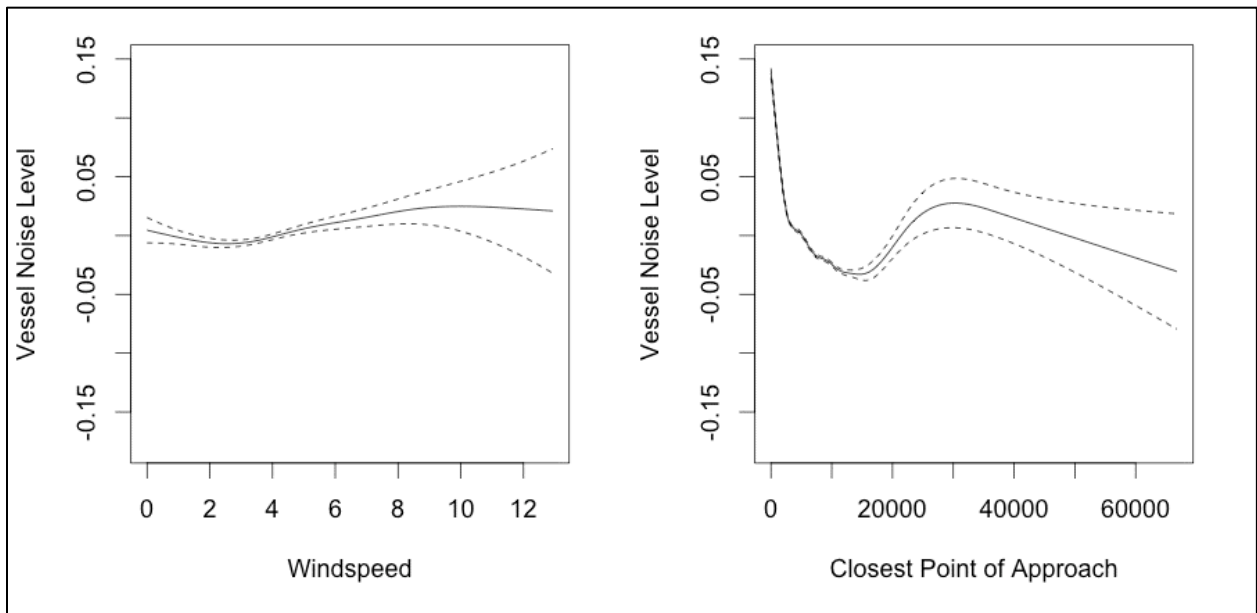 Vessel Noise Level
0.15
0.05
-0.05
-0.15
0 2 4 6 8 10 12
Windspeed
Vessel Noise Level
0.15
0.05
-0.05
-0.15
0 20000 40000 60000
Closest Point of Approach